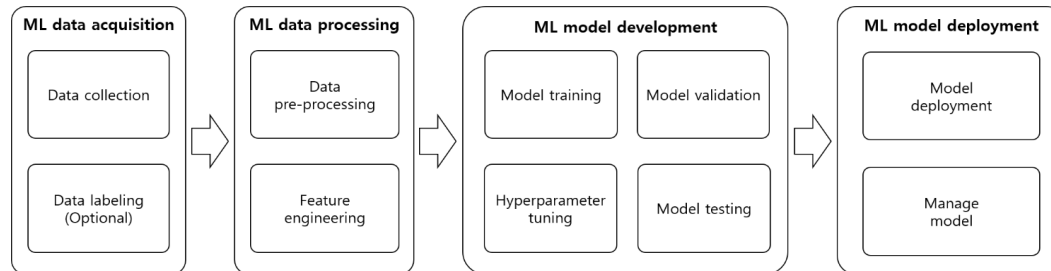 ML data acquisition
Data collection
Data labeling
(Optional)
ML data processing
Data
pre-processing
Feature
engineering
ML model development
Model training
Model validation
Hyperparameter
tuning
Model testing
ML model deployment
Model
deployment
Manage
model